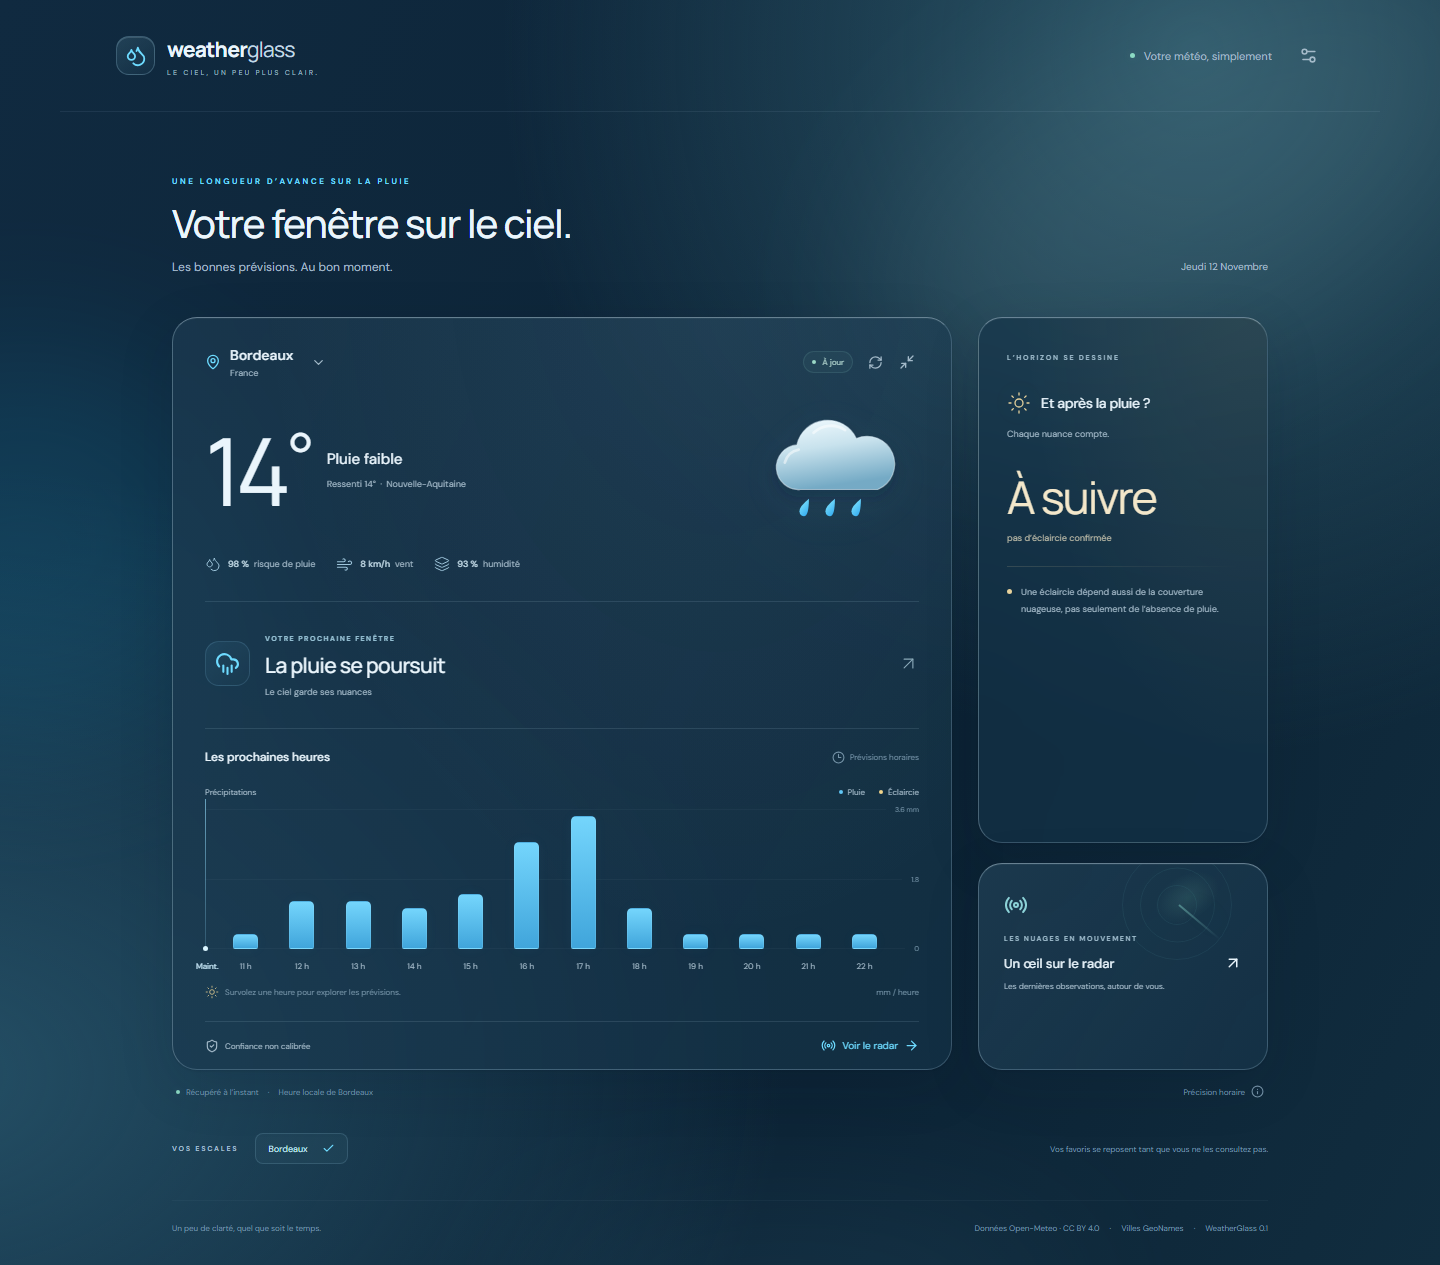 weatherglass
LE CIEL, UN PEU PLUS CLAIR.
Votre météo, simplement
UNE LONGUEUR D’AVANCE SUR LA PLUIE
Votre fenêtre sur le ciel.
Les bonnes prévisions. Au bon moment.
Jeudi 12 Novembre
Bordeaux
France
À jour
14°
Pluie faible
Ressenti 14° · Nouvelle-Aquitaine
98 % risque de pluie
8 km/h vent
93 % humidité
VOTRE PROCHAINE FENÊTRE
La pluie se poursuit
Le ciel garde ses nuances
Les prochaines heures
Prévisions horaires
Précipitations
Pluie
Éclaircie
3.6 mm
1.8
0
Maint. 11 h 12 h 13 h 14 h 15 h 16 h 17 h 18 h 19 h 20 h 21 h 22 h
Survolez une heure pour explorer les prévisions.
mm / heure
Confiance non calibrée
Voir le radar
L’HORIZON SE DESSINE
Et après la pluie ?
Chaque nuance compte.
À suivre
pas d’éclaircie confirmée
Une éclaircie dépend aussi de la couverture
nuageuse, pas seulement de l’absence de pluie.
LES NUAGES EN MOUVEMENT
Un œil sur le radar
Les dernières observations, autour de vous.
Récupéré à l’instant · Heure locale de Bordeaux
Précision horaire
VOS ESCALES
Bordeaux
Vos favoris se reposent tant que vous ne les consultez pas.
Un peu de clarté, quel que soit le temps.
Données Open-Meteo · CC BY 4.0 · Villes GeoNames · WeatherGlass 0.1